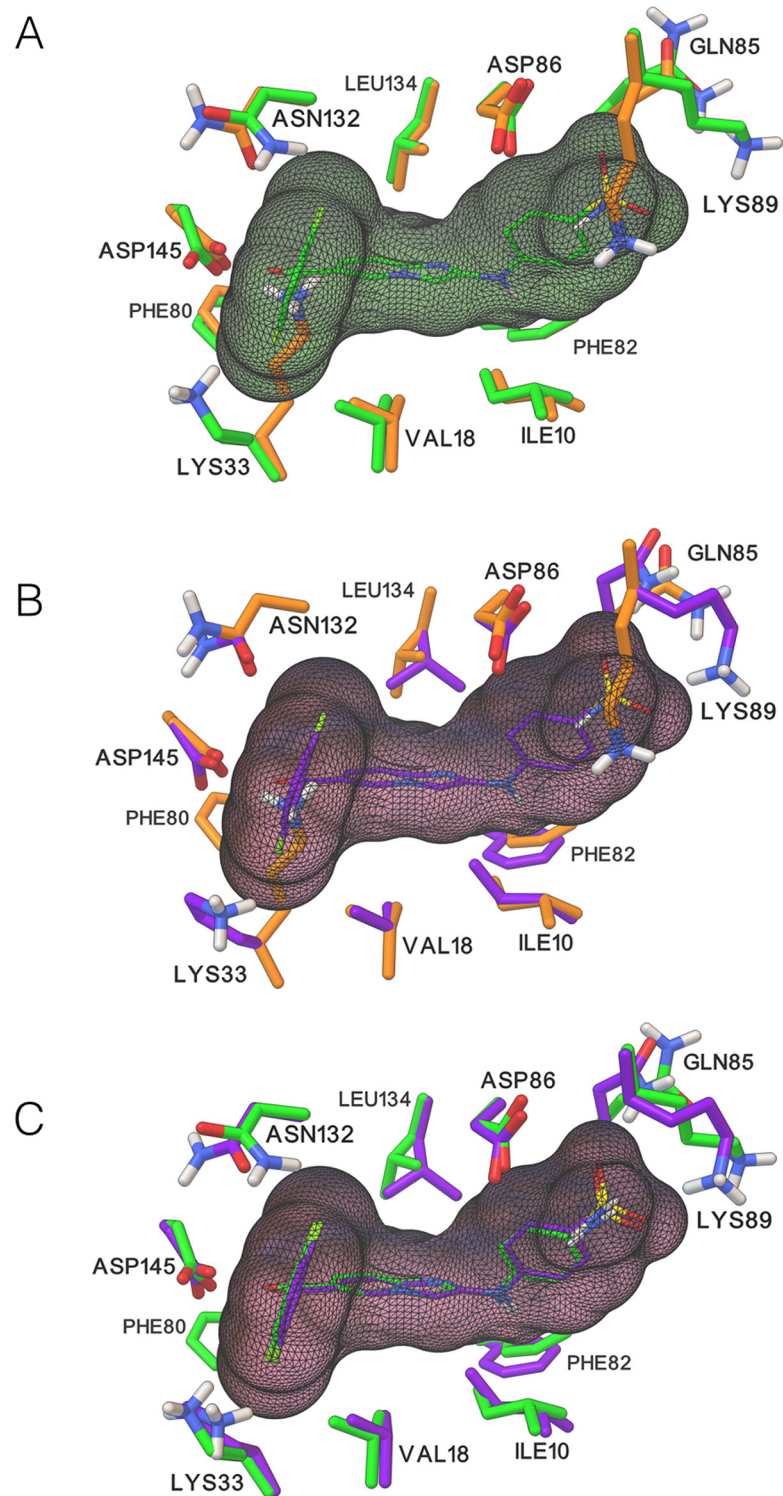 A
GLN85
ASP86
LEU134
ASN132
LYS89
ASP145
PHE80
PHE82
ILE10
VAL18
LYS33
B
GLN85
ASP86
LEU134
ASN132
LYS89
ASP145
PHE80
PHE82
ILE10
VAL18
LYS33
C
GLN85
ASP86
LEU134
ASN132
LYS89
ASP145
PHE80
PHE82
ILE10
VAL18
LYS33